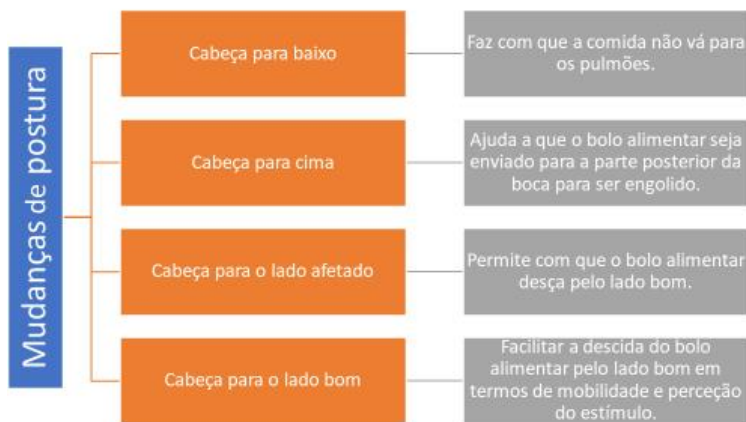 Mudanças de postura
Cabeça para baixo
Faz com que a comida não vá para
os pulmões.
Cabeça para cima
Ajuda a que o bolo alimentar seja
enviado para a parte posterior da
boca para ser engolido.
Cabeça para o lado afetado
Permite com que o bolo alimentar
desça pelo lado bom.
Cabeça para o lado bom
Facilitar a descida do bolo
alimentar pelo lado bom em
termos de mobilidade e perceção
do estímulo.